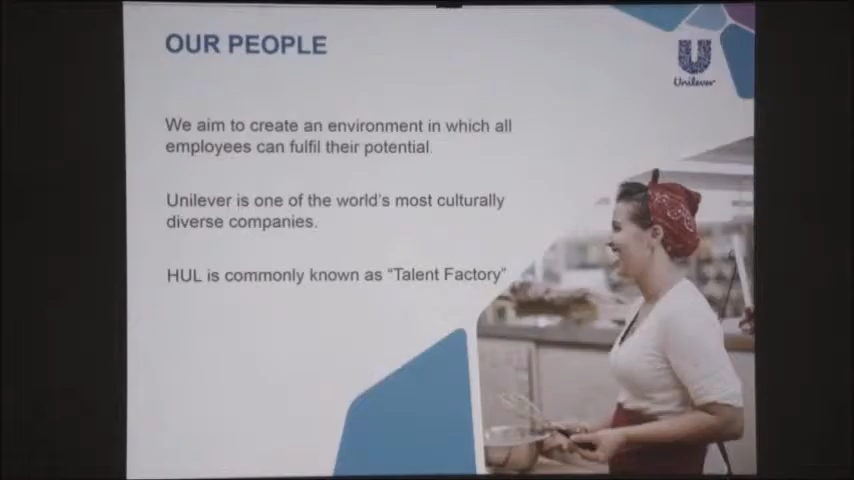 OUR PEOPLE
Unilever
We aim to create an environment in which all
employees can fulfil their potential.
Unilever is one of the world's most culturally
diverse companies.
HUL is commonly known as “Talent Factory”